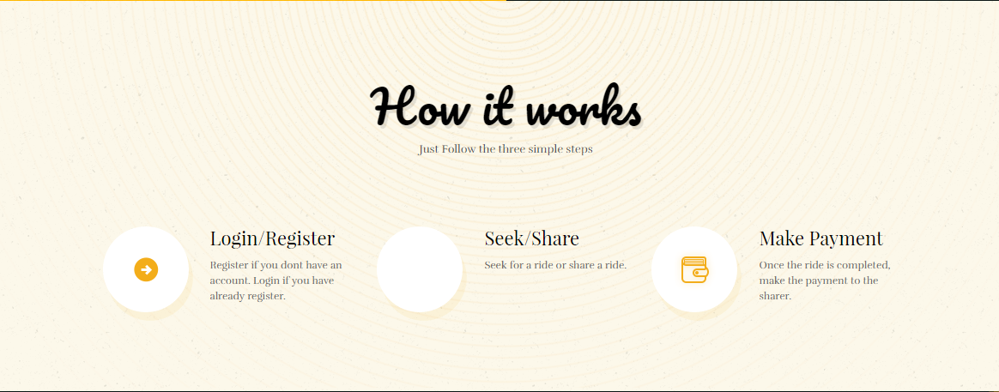 How it works
Just Follow the three simple steps
Login/Register
Register if you dont have an
account. Login if you have
already register.
Seek/Share
Seek for a ride or share a ride.
Make Payment
Once the ride is completed,
make the payment to the
sharer.